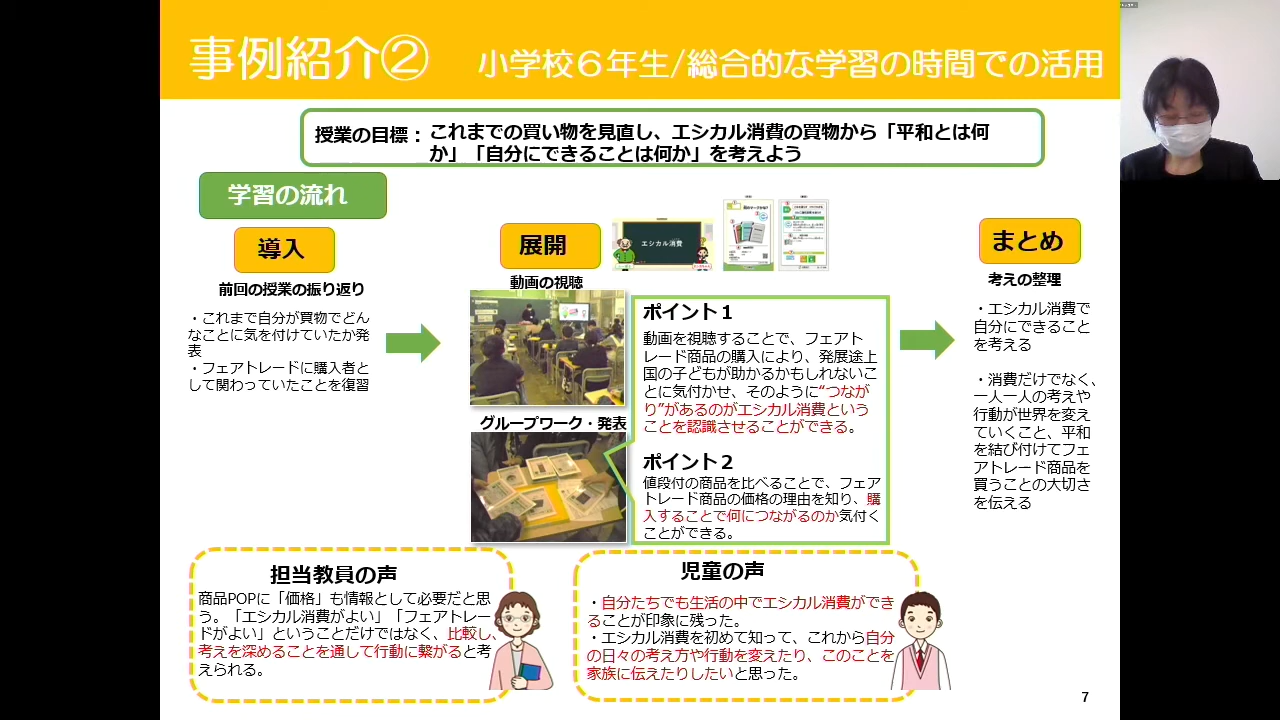 事例紹介②
小学校６年生/総合的な学習の時間での活用
授業の目標：これまでの買い物を見直し、エシカル消費の買物から「平和とは何
か」「自分にできることは何か」を考えよう
学習の流れ
導入
前回の授業の振り返り
・これまで自分が買物でどん
なことに気を付けていたか発
表
・フェアトレードに購入者と
して関わっていたことを復習
展開
エシカル消費
動画の視聴
グループワーク・発表
ポイント１
動画を視聴することで、フェアト
レード商品の購入により、発展途上
国の子どもが助かるかもしれないこ
とに気付かせ、そのように“つなが
り”があるのがエシカル消費という
ことを認識させることができる。
ポイント２
値段付の商品を比べることで、フェア
トレード商品の価格の理由を知り、購
入することで何につながるのか気付く
ことができる。
まとめ
考えの整理
・エシカル消費で
自分にできること
を考える
・消費だけでなく、
一人一人の考えや
行動が世界を変え
ていくこと、平和
を結び付けてフェ
アトレード商品を
買うことの大切さ
を伝える
担当教員の声
商品POPに「価格」も情報として必要だと思
う。「エシカル消費がよい」「フェアトレー
ドがよい」ということだけではなく、比較し、
考えを深めることを通して行動に繋がると考
えられる。
児童の声
・自分たちでも生活の中でエシカル消費ができ
ることが印象に残った。
・エシカル消費を初めて知って、これから自分
の日々の考え方や行動を変えたり、このことを
家族に伝えたりしたいと思った。
7